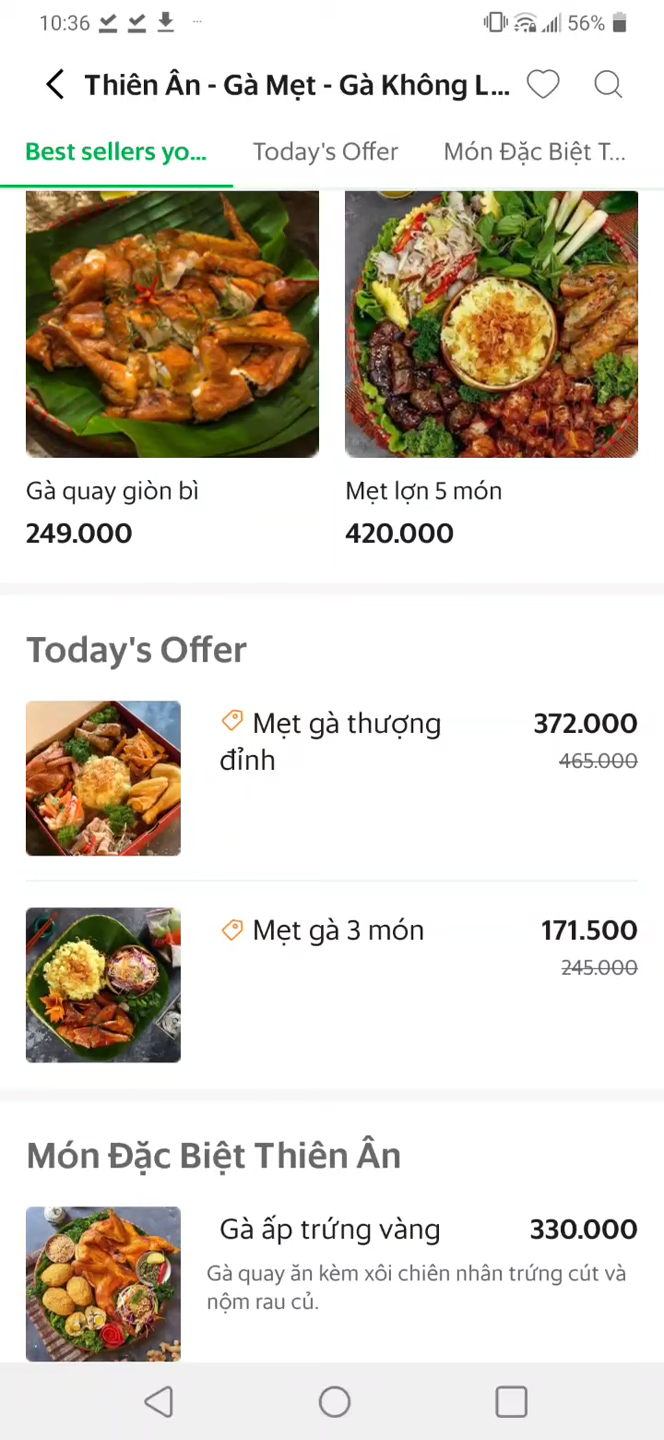 10:36 ... 56%
Thiên Ân - Gà Mẹt - Gà Không L...
Best sellers yo... Today's Offer Món Đặc Biệt T...
Gà quay giòn bì Mẹt lợn 5 món
249.000 420.000
Today's Offer
Mẹt gà thượng 372.000
đỉnh 465.000
Mẹt gà 3 món 171.500
245.000
Món Đặc Biệt Thiên Ân
Gà ấp trứng vàng 330.000
Gà quay ăn kèm xôi chiên nhân trứng cút và
nộm rau củ.